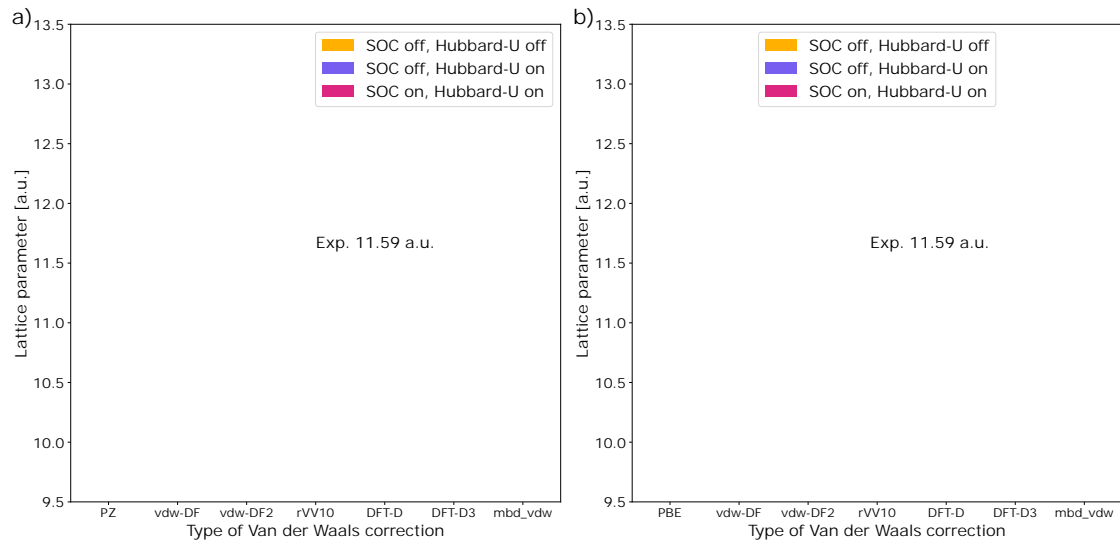 a)
13.5
13.0
12.5
12.0
11.5
11.0
10.5
10.0
9.5
Lattice parameter [a.u.]
SOC off, Hubbard-U off
SOC off, Hubbard-U on
SOC on, Hubbard-U on
Exp. 11.59 a.u.
PZ vdw-DF vdw-DF2 rVV10 DFT-D DFT-D3 mbd_vdw
Type of Van der Waals correction
b)
13.5
13.0
12.5
12.0
11.5
11.0
10.5
10.0
9.5
Lattice parameter [a.u.]
SOC off, Hubbard-U off
SOC off, Hubbard-U on
SOC on, Hubbard-U on
Exp. 11.59 a.u.
PBE vdw-DF vdw-DF2 rVV10 DFT-D DFT-D3 mbd_vdw
Type of Van der Waals correction